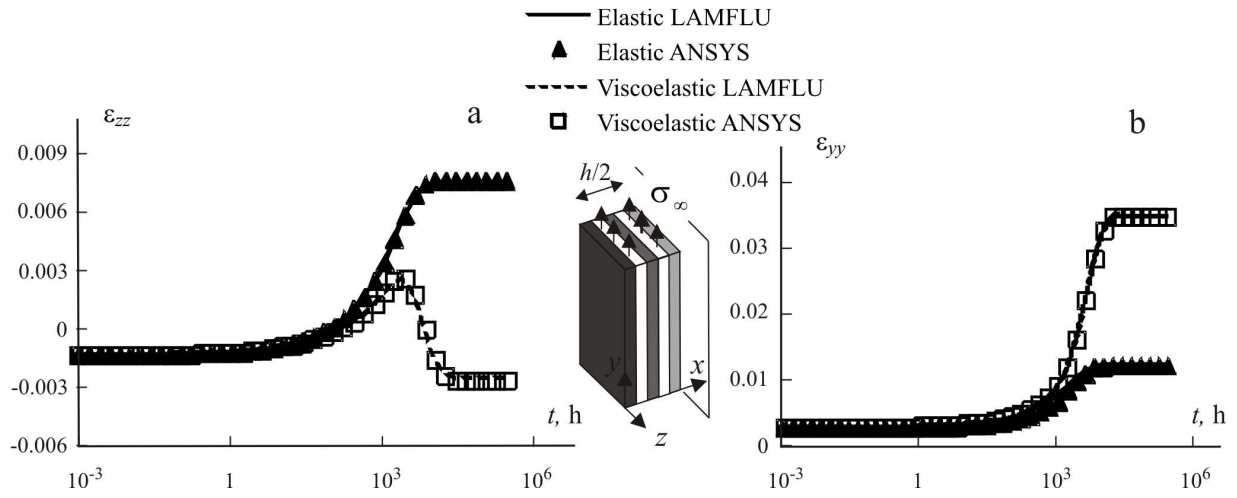 Elastic LAMFLU
Elastic ANSYS
Viscoelastic LAMFLU
Viscoelastic ANSYS
εzz
a
0.009
0.006
0.003
0
-0.003
-0.006
t, h
10⁻³
1
10³
10⁶
h/2
σ∞
y
x
z
b
εyy
0.04
0.03
0.02
0.01
0
t, h
10⁻³
1
10³
10⁶